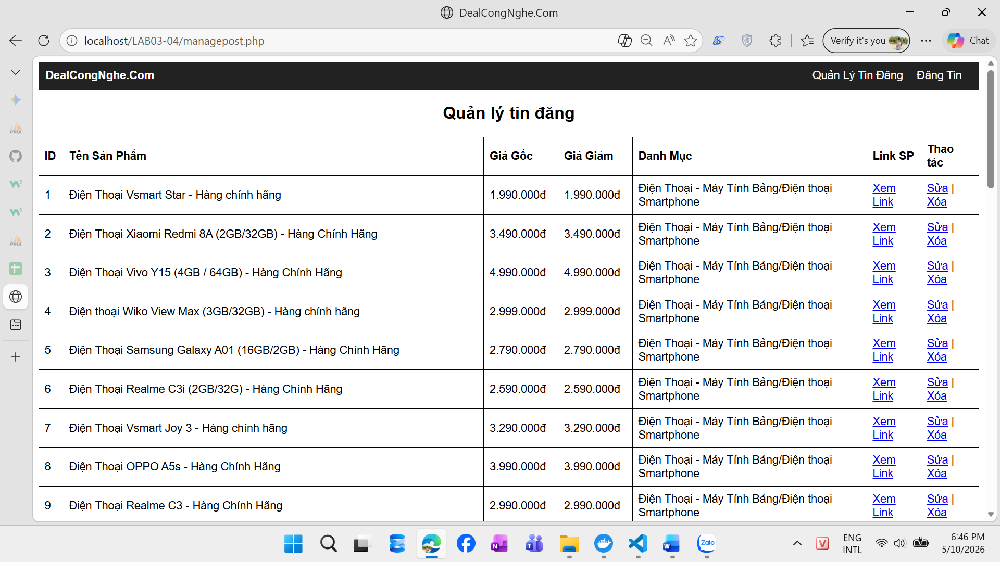 DealCongNghe.Com
localhost/LAB03-04/managepost.php
Verify it's you
Chat
DealCongNghe.Com
Quản Lý Tin Đăng
Đăng Tin
Quản lý tin đăng
ID Tên Sản Phẩm Giá Gốc Giá Giảm Danh Mục Link SP Thao tác
1 Điện Thoại Vsmart Star - Hàng chính hãng 1.990.000đ 1.990.000đ Điện Thoại - Máy Tính Bảng/Điện thoại Smartphone Xem Link Sửa | Xóa
2 Điện Thoại Xiaomi Redmi 8A (2GB/32GB) - Hàng Chính Hãng 3.490.000đ 3.490.000đ Điện Thoại - Máy Tính Bảng/Điện thoại Smartphone Xem Link Sửa | Xóa
3 Điện Thoại Vivo Y15 (4GB / 64GB) - Hàng Chính Hãng 4.990.000đ 4.990.000đ Điện Thoại - Máy Tính Bảng/Điện thoại Smartphone Xem Link Sửa | Xóa
4 Điện thoại Wiko View Max (3GB/32GB) - Hàng chính hãng 2.999.000đ 2.999.000đ Điện Thoại - Máy Tính Bảng/Điện thoại Smartphone Xem Link Sửa | Xóa
5 Điện Thoại Samsung Galaxy A01 (16GB/2GB) - Hàng Chính Hãng 2.790.000đ 2.790.000đ Điện Thoại - Máy Tính Bảng/Điện thoại Smartphone Xem Link Sửa | Xóa
6 Điện Thoại Realme C3i (2GB/32G) - Hàng Chính Hãng 2.590.000đ 2.590.000đ Điện Thoại - Máy Tính Bảng/Điện thoại Smartphone Xem Link Sửa | Xóa
7 Điện Thoại Vsmart Joy 3 - Hàng chính hãng 3.290.000đ 3.290.000đ Điện Thoại - Máy Tính Bảng/Điện thoại Smartphone Xem Link Sửa | Xóa
8 Điện Thoại OPPO A5s - Hàng Chính Hãng 3.990.000đ 3.990.000đ Điện Thoại - Máy Tính Bảng/Điện thoại Smartphone Xem Link Sửa | Xóa
9 Điện Thoại Realme C3 - Hàng Chính Hãng 2.990.000đ 2.990.000đ Điện Thoại - Máy Tính Bảng/Điện thoại Smartphone Xem Link Sửa | Xóa
PMA
PMA
Zalo
ENG
INTL
6:46 PM
5/10/2026